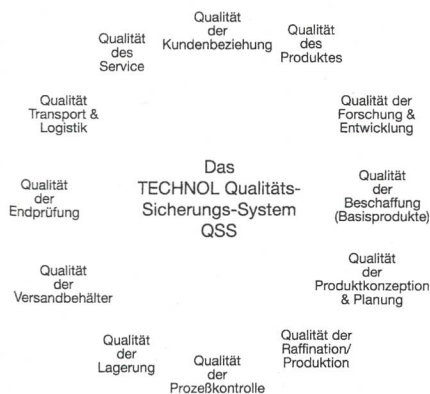 Qualität
der
Kundenbeziehung
Qualität
des
Produktes
Qualität der
Forschung &
Entwicklung
Qualität
der
Beschaffung
(Basisprodukte)
Qualität
der
Produktkonzeption
& Planung
Qualität der
Raffination/
Produktion
Qualität
der
Prozeßkontrolle
Qualität
der
Lagerung
Qualität
der
Versandbehälter
Qualität
der
Endprüfung
Qualität
Transport &
Logistik
Qualität
des
Service
Das
TECHNOL Qualitäts-
Sicherungs-System
QSS